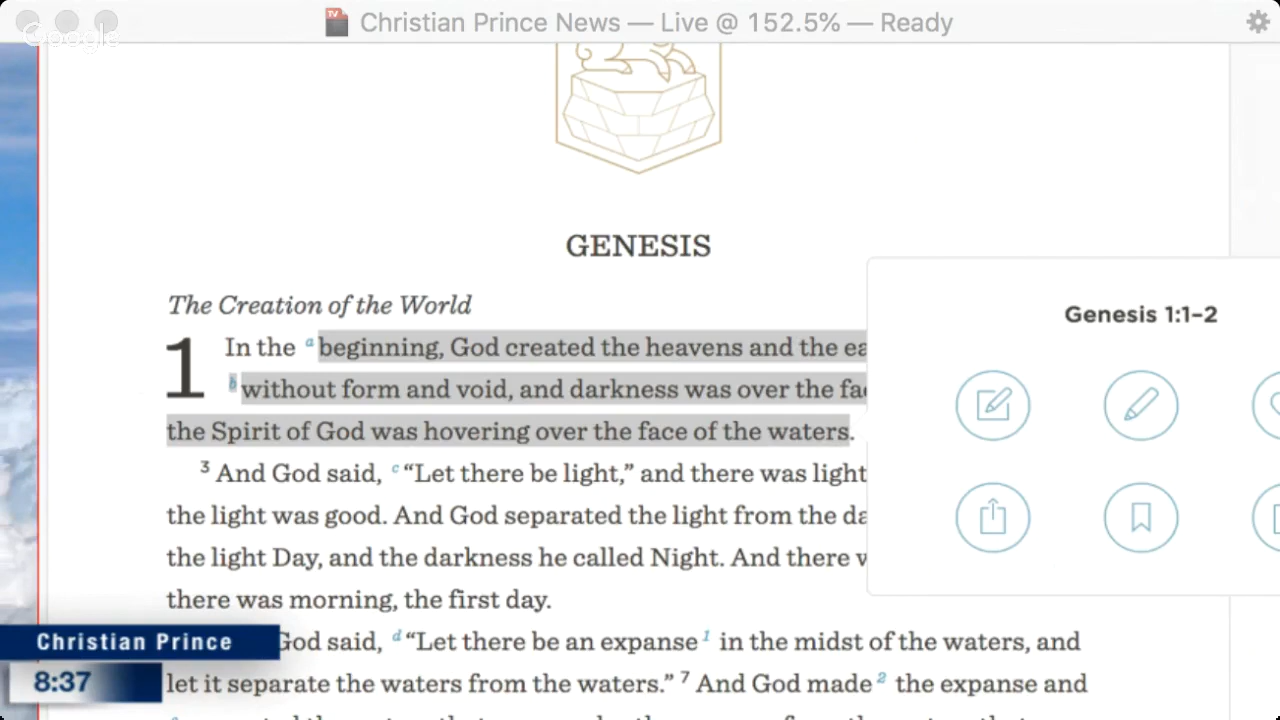 Google
TV
Christian Prince News — Live @ 152.5% — Ready
GENESIS
The Creation of the World
1 In the a beginning, God created the heavens and the
b without form and void, and darkness was over the
the Spirit of God was hovering over the face of the waters.
3 And God said, c “Let there be light,” and there was light
the light was good. And God separated the light from the
the light Day, and the darkness he called Night. And there
there was morning, the first day.
God said, d “Let there be an expanse 1 in the midst of the waters, and
let it separate the waters from the waters.” 7 And God made 2 the expanse and
Genesis 1:1–2
Christian Prince
8:37